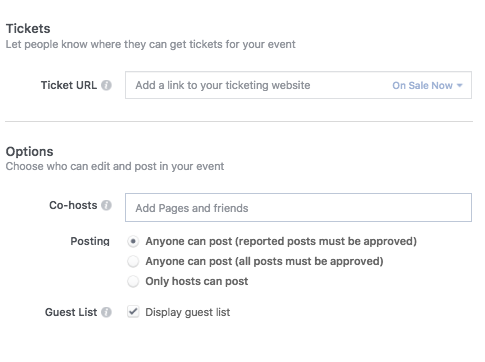 Tickets
Let people know where they can get tickets for your event
Ticket URL Add a link to your ticketing website On Sale Now
Options
Choose who can edit and post in your event
Co-hosts Add Pages and friends
Posting Anyone can post (reported posts must be approved)
Anyone can post (all posts must be approved)
Only hosts can post
Guest List Display guest list